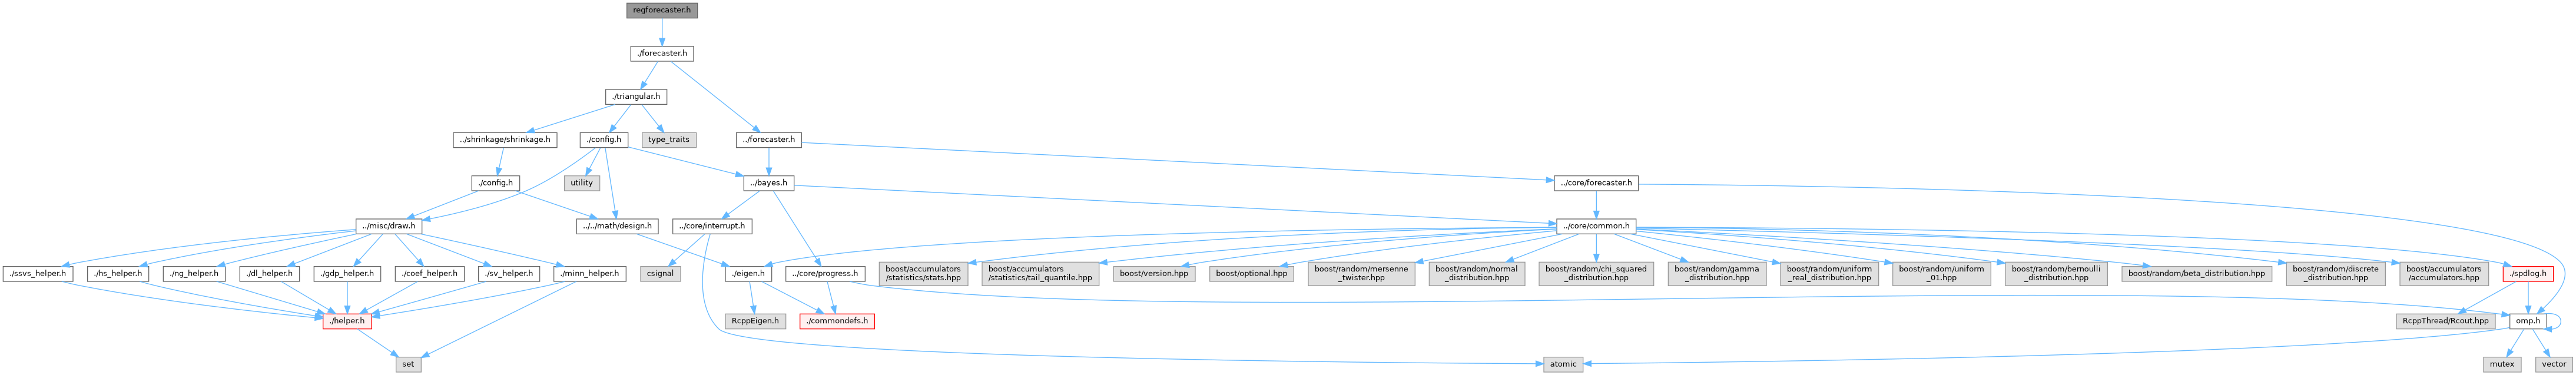 regforecaster.h
./forecaster.h
./triangular.h
../shrinkage/shrinkage.h
./config.h
type_traits
../forecaster.h
./config.h
utility
../bayes.h
../core/forecaster.h
../misc/draw.h
../../math/design.h
../core/interrupt.h
../core/common.h
./ssvs_helper.h
./hs_helper.h
./ng_helper.h
./dl_helper.h
./gdp_helper.h
./coef_helper.h
./sv_helper.h
./minn_helper.h
csignal
./eigen.h
../core/progress.h
boost/accumulators
/statistics/stats.hpp
boost/accumulators
/statistics/tail_quantile.hpp
boost/version.hpp
boost/optional.hpp
boost/random/mersenne
_twister.hpp
boost/random/normal
_distribution.hpp
boost/random/chi_squared
_distribution.hpp
boost/random/gamma
_distribution.hpp
boost/random/uniform
_real_distribution.hpp
boost/random/uniform
_01.hpp
boost/random/bernoulli
_distribution.hpp
boost/random/beta_distribution.hpp
boost/random/discrete
_distribution.hpp
boost/accumulators
/accumulators.hpp
./spdlog.h
./helper.h
RcppEigen.h
./commondefs.h
RcppThread/Rcout.hpp
omp.h
set
atomic
mutex
vector